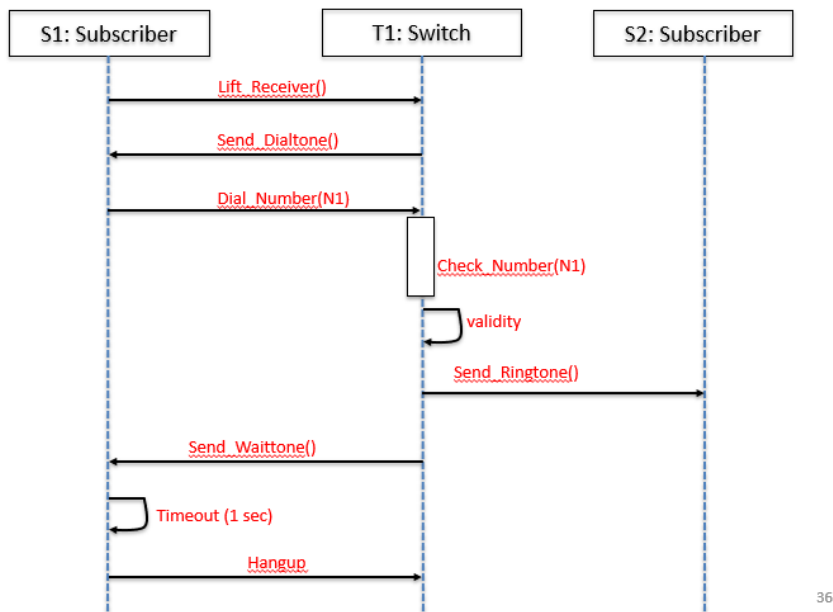 S1: Subscriber
T1: Switch
S2: Subscriber
Lift_Receiver()
Send_Dialtone()
Dial_Number(N1)
Check_Number(N1)
validity
Send_Ringtone()
Send_Waittone()
Timeout (1 sec)
Hangup
36